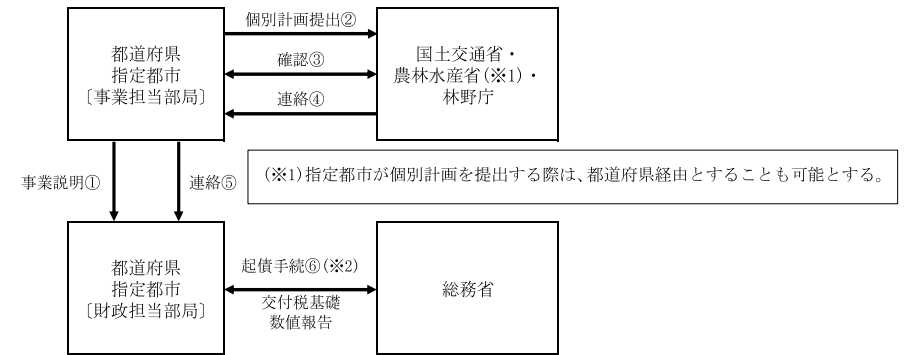 個別計画提出②
都道府県
指定都市
〔事業担当部局〕
確認③
連絡④
国土交通省・
農林水産省(※1)・
林野庁
事業説明①
連絡⑤
(※1)指定都市が個別計画を提出する際は、都道府県経由とすることも可能とする。
都道府県
指定都市
〔財政担当部局〕
起債手続⑥(※2)
交付税基礎
数値報告
総務省